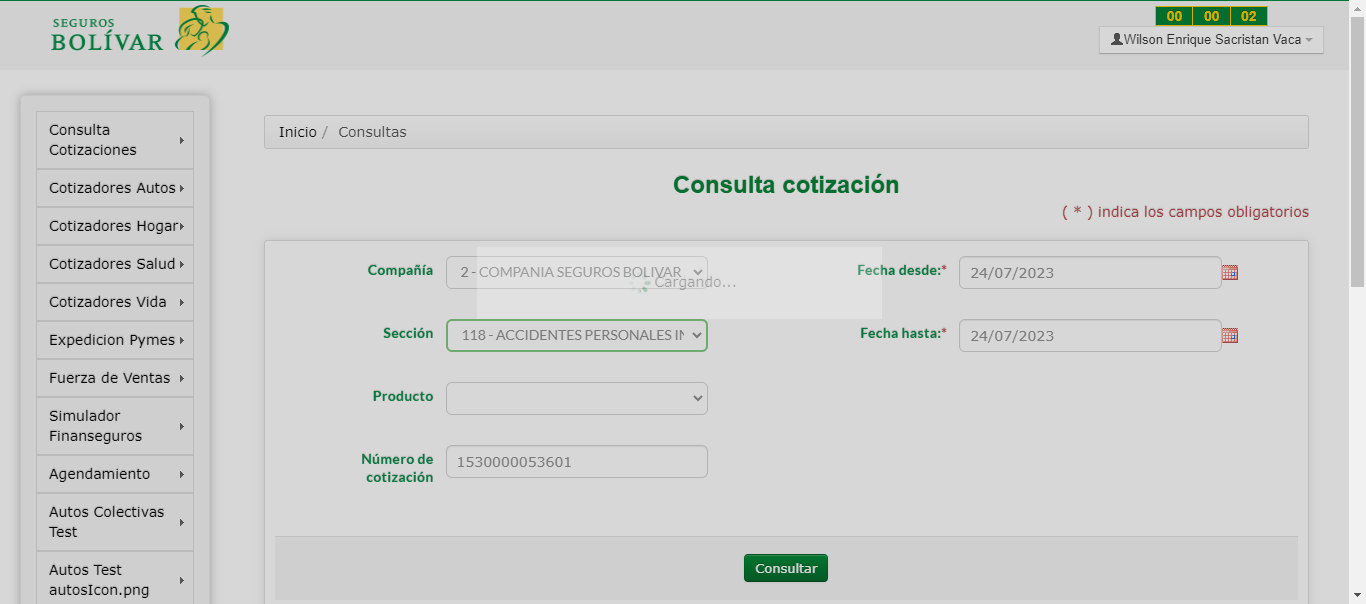 SEGUROS
BOLÍVAR
00 00 02
Wilson Enrique Sacristan Vaca
Consulta
Cotizaciones
Cotizadores Autos
Cotizadores Hogar
Cotizadores Salud
Cotizadores Vida
Expedicion Pymes
Fuerza de Ventas
Simulador
Finanseguros
Agendamiento
Autos Colectivas
Test
Autos Test
autosIcon.png
Inicio / Consultas
Consulta cotización
( * ) indica los campos obligatorios
Compañía
2 - COMPANIA SEGUROS BOLIVAR
Fecha desde:*
24/07/2023
Cargando...
Sección
118 - ACCIDENTES PERSONALES IN
Fecha hasta:*
24/07/2023
Producto
Número de
cotización
1530000053601
Consultar